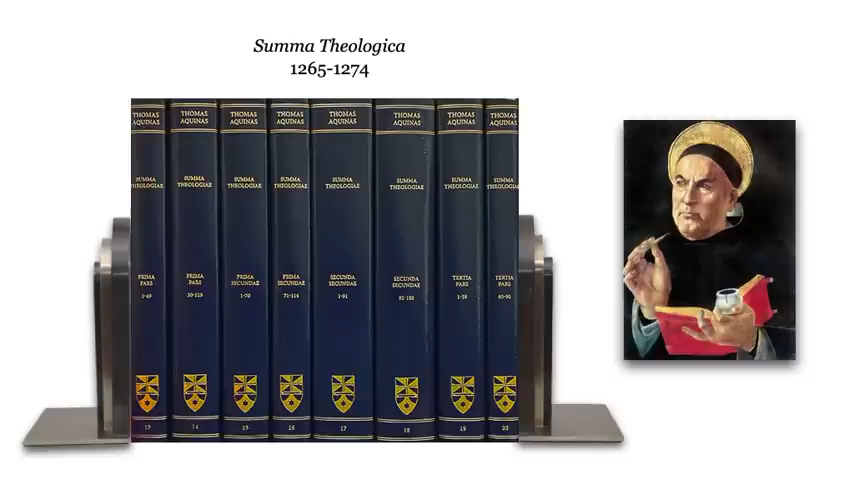 Summa Theologica
1265-1274
THOMAS
AQUINAS
SUMMA
THEOLOGIAE
PRIMA
PARS
1-49
13
THOMAS
AQUINAS
SUMMA
THEOLOGIAE
PRIMA
PARS
50-119
14
THOMAS
AQUINAS
SUMMA
THEOLOGIAE
PRIMA
SECUNDAE
1-70
15
THOMAS
AQUINAS
SUMMA
THEOLOGIAE
PRIMA
SECUNDAE
71-114
16
THOMAS
AQUINAS
SUMMA
THEOLOGIAE
SECUNDA
SECUNDAE
1-91
17
THOMAS
AQUINAS
SUMMA
THEOLOGIAE
SECUNDA
SECUNDAE
92-189
18
THOMAS
AQUINAS
SUMMA
THEOLOGIAE
TERTIA
PARS
1-59
19
THOMAS
AQUINAS
SUMMA
THEOLOGIAE
TERTIA
PARS
60-90
20